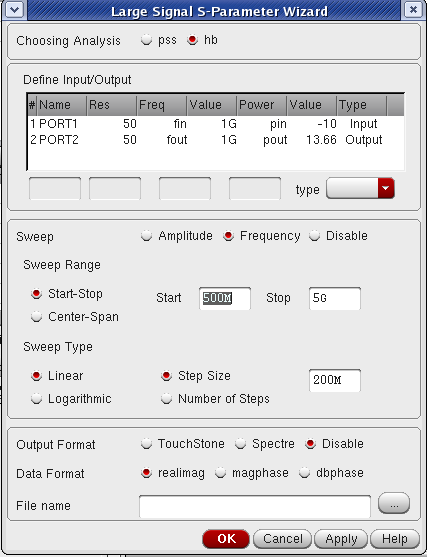 Large Signal S-Parameter Wizard
Choosing Analysis pss hb
Define Input/Output
# Name Res Freq Value Power Value Type
1 PORT1 50 fin 1G pin -10 Input
2 PORT2 50 fout 1G pout 13.66 Output
type
Sweep Amplitude Frequency Disable
Sweep Range
Start-Stop Start 500M Stop 5G
Center-Span
Sweep Type
Linear Step Size 200M
Logarithmic Number of Steps
Output Format TouchStone Spectre Disable
Data Format realimag magphase dbphase
File name ...
OK Cancel Apply Help